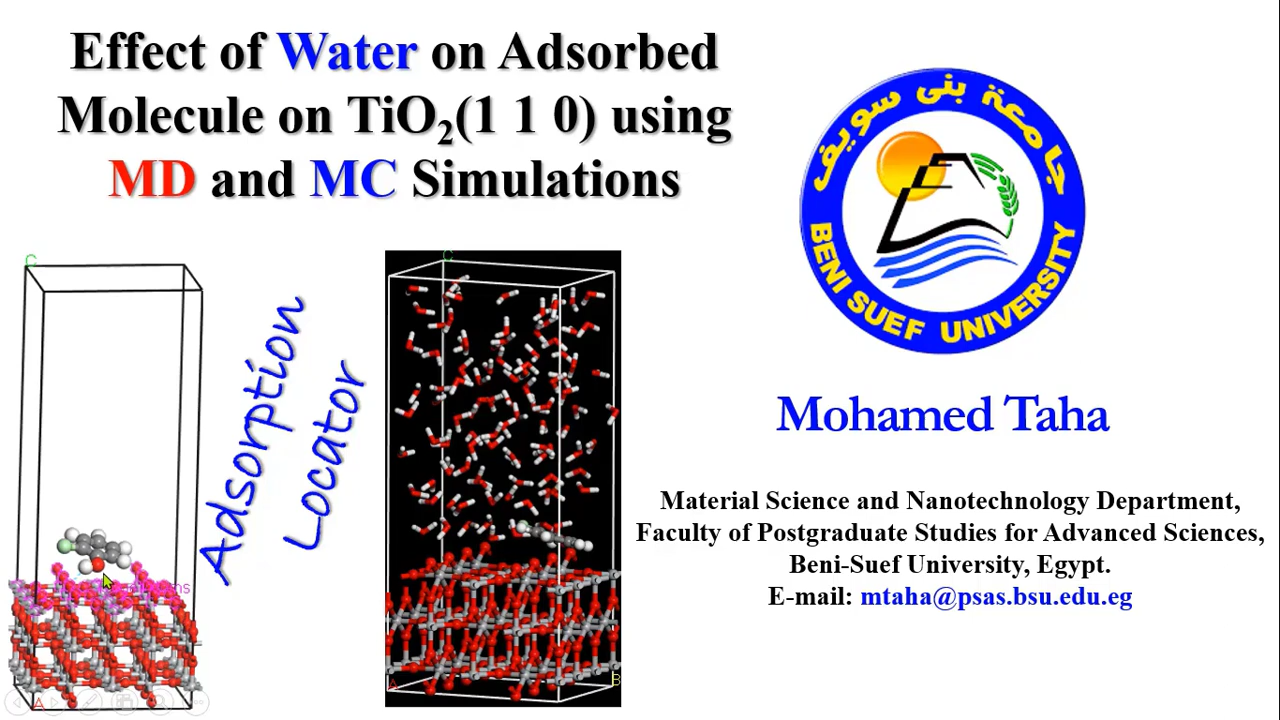 Effect of Water on Adsorbed
Molecule on TiO₂(1 1 0) using
MD and MC Simulations
C
Adsorption
Locator
A
C
A
B
جامعة بنى سويف
BENI SUEF UNIVERSITY
Mohamed Taha
Material Science and Nanotechnology Department,
Faculty of Postgraduate Studies for Advanced Sciences,
Beni-Suef University, Egypt.
E-mail: mtaha@psas.bsu.edu.eg